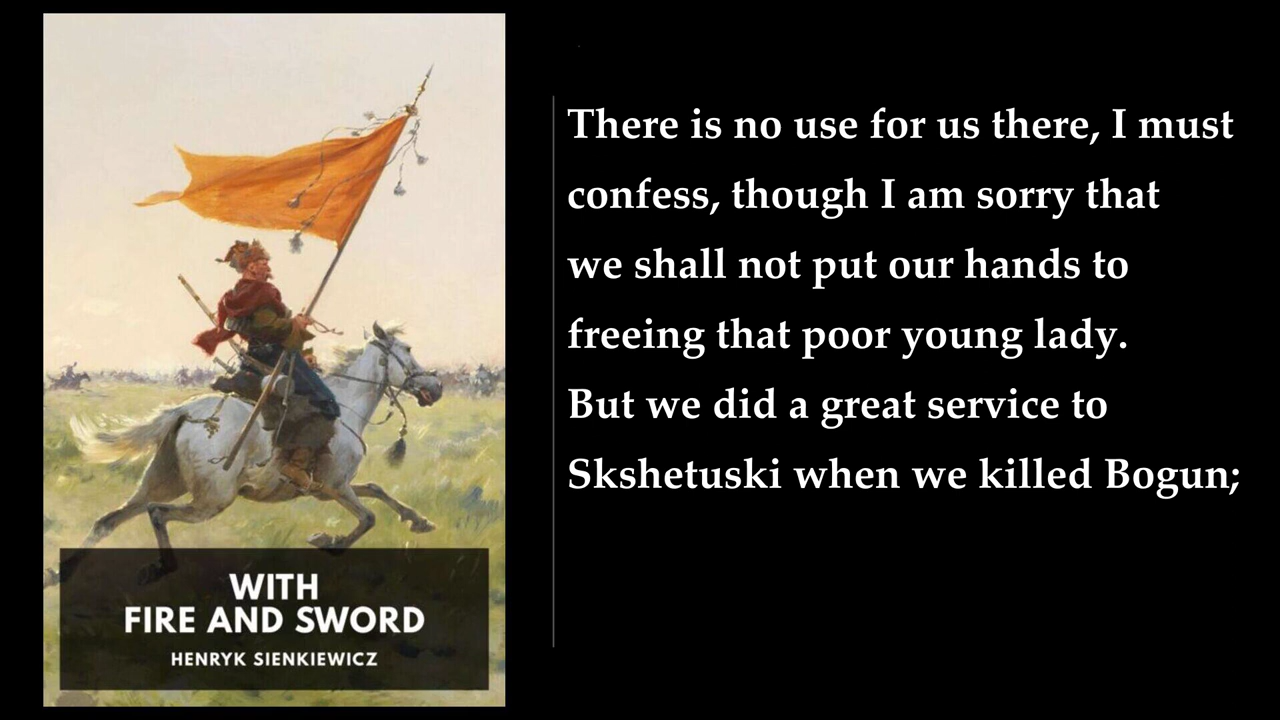 WITH
FIRE AND SWORD
HENRYK SIENKIEWICZ
There is no use for us there, I must
confess, though I am sorry that
we shall not put our hands to
freeing that poor young lady.
But we did a great service to
Skshetuski when we killed Bogun;